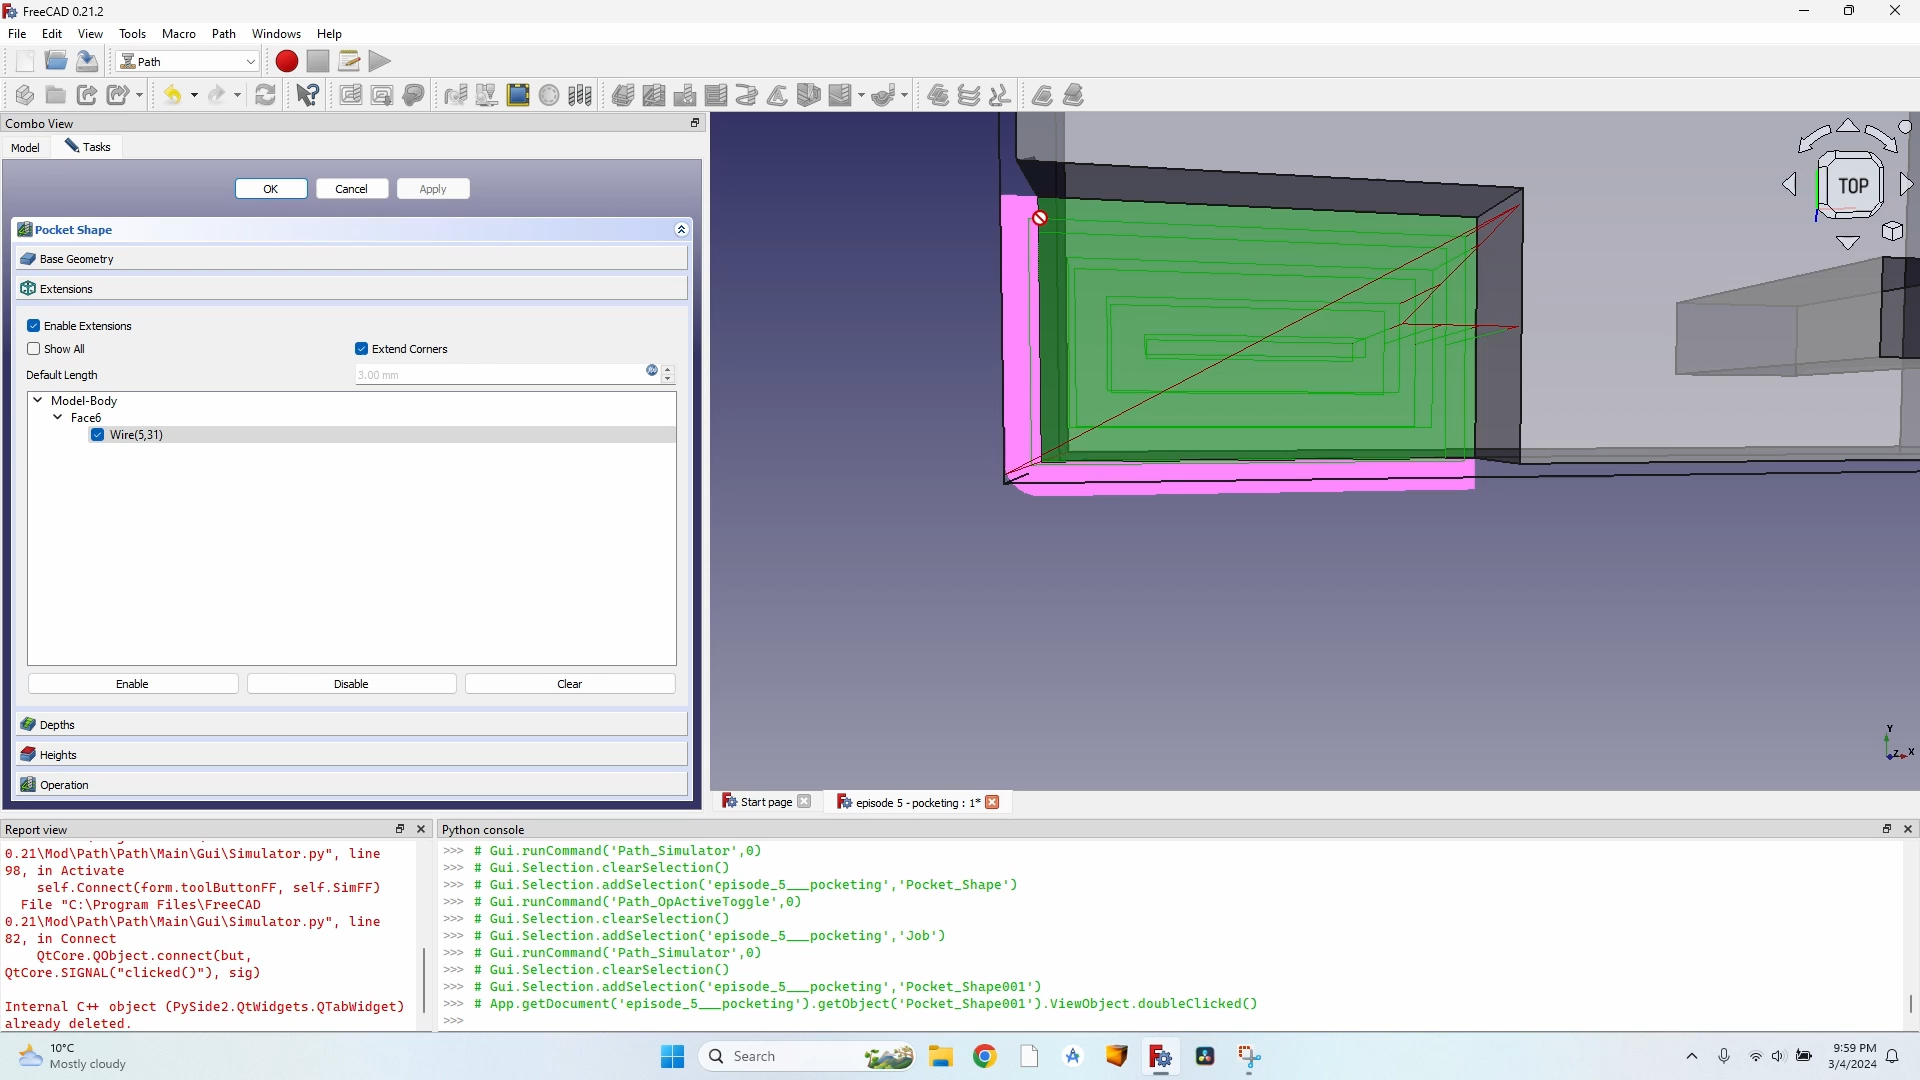 FreeCAD 0.21.2
File Edit View Tools Macro Path Windows Help
Path
Combo View
Model Tasks
OK Cancel Apply
Pocket Shape
Base Geometry
Extensions
Enable Extensions
Show All Extend Corners
Default Length 3.00 mm
Model-Body
Face6
Wire(5,31)
Enable Disable Clear
Depths
Heights
Operation
TOP
Y
Z X
Start page episode 5 - pocketing : 1*
Report view
0.21\Mod\Path\Path\Main\Gui\Simulator.py", line
98, in Activate
self.Connect(form.toolButtonFF, self.SimFF)
File "C:\Program Files\FreeCAD
0.21\Mod\Path\Path\Main\Gui\Simulator.py", line
82, in Connect
QtCore.QObject.connect(but,
QtCore.SIGNAL("clicked()"), sig)
Internal C++ object (PySide2.QtWidgets.QTabWidget)
already deleted.
Python console
>>> # Gui.runCommand('Path_Simulator',0)
>>> # Gui.Selection.clearSelection()
>>> # Gui.Selection.addSelection('episode_5___pocketing','Pocket_Shape')
>>> # Gui.runCommand('Path_OpActiveToggle',0)
>>> # Gui.Selection.clearSelection()
>>> # Gui.Selection.addSelection('episode_5___pocketing','Job')
>>> # Gui.runCommand('Path_Simulator',0)
>>> # Gui.Selection.clearSelection()
>>> # Gui.Selection.addSelection('episode_5___pocketing','Pocket_Shape001')
>>> # App.getDocument('episode_5___pocketing').getObject('Pocket_Shape001').ViewObject.doubleClicked()
>>>
10°C
Mostly cloudy
Search
9:59 PM
3/4/2024